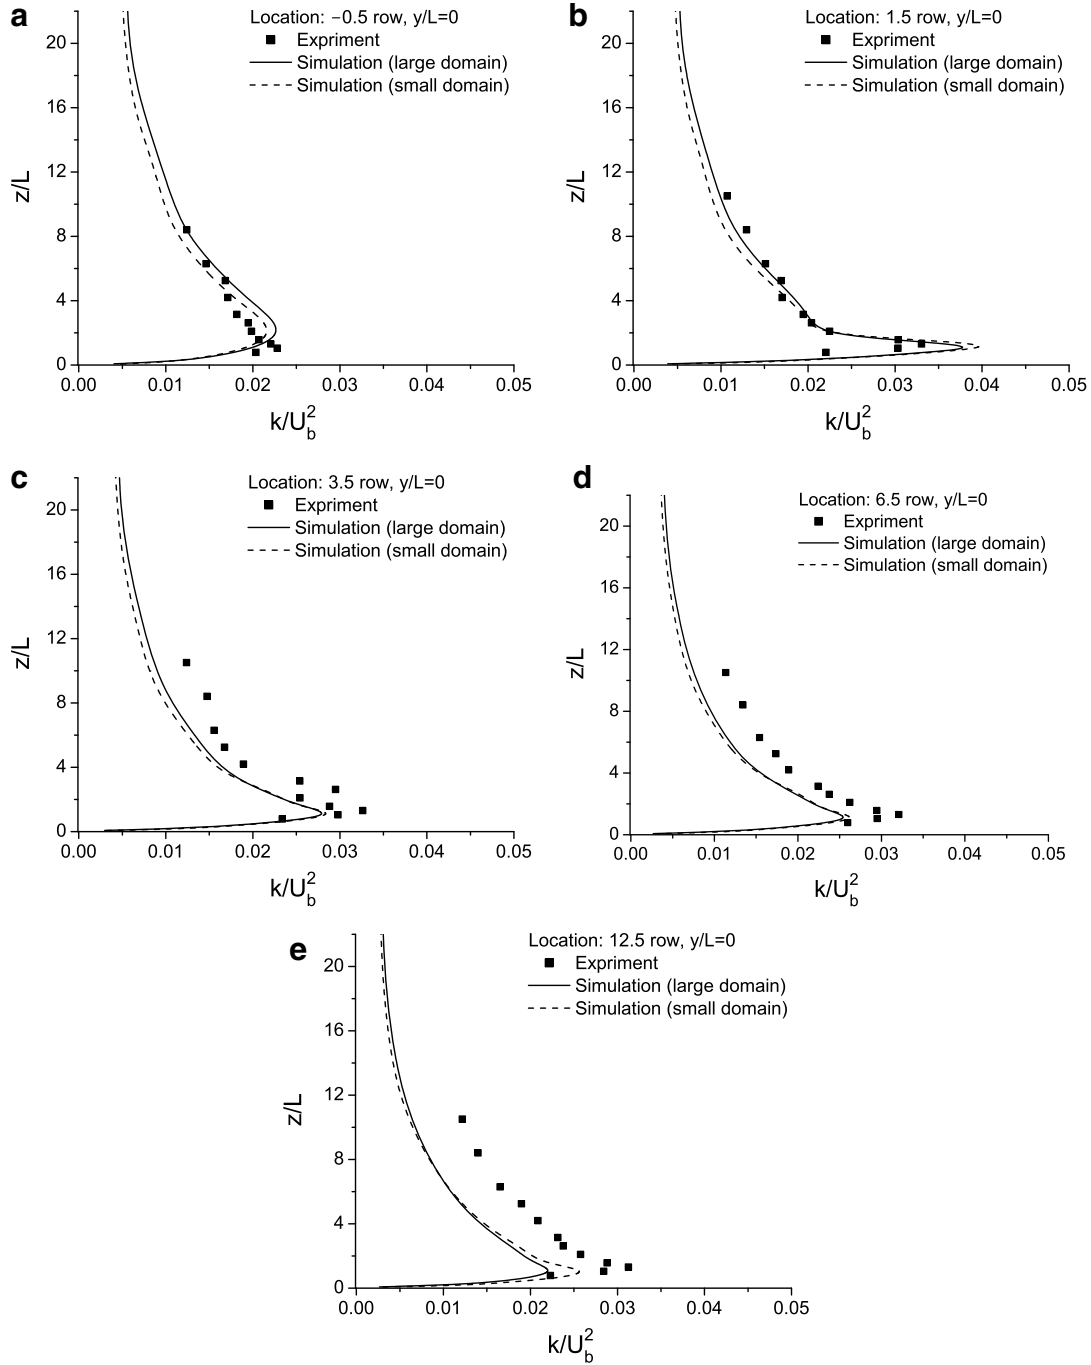 a
Location: −0.5 row, y/L=0
Expriment
Simulation (large domain)
Simulation (small domain)
20
16
12
8
4
0
z/L
0.00 0.01 0.02 0.03 0.04 0.05
k/U_b^2
b
Location: 1.5 row, y/L=0
Expriment
Simulation (large domain)
Simulation (small domain)
20
16
12
8
4
0
z/L
0.00 0.01 0.02 0.03 0.04 0.05
k/U_b^2
c
Location: 3.5 row, y/L=0
Expriment
Simulation (large domain)
Simulation (small domain)
20
16
12
8
4
0
z/L
0.00 0.01 0.02 0.03 0.04 0.05
k/U_b^2
d
Location: 6.5 row, y/L=0
Expriment
Simulation (large domain)
Simulation (small domain)
20
16
12
8
4
0
z/L
0.00 0.01 0.02 0.03 0.04 0.05
k/U_b^2
e
Location: 12.5 row, y/L=0
Expriment
Simulation (large domain)
Simulation (small domain)
20
16
12
8
4
0
z/L
0.00 0.01 0.02 0.03 0.04 0.05
k/U_b^2